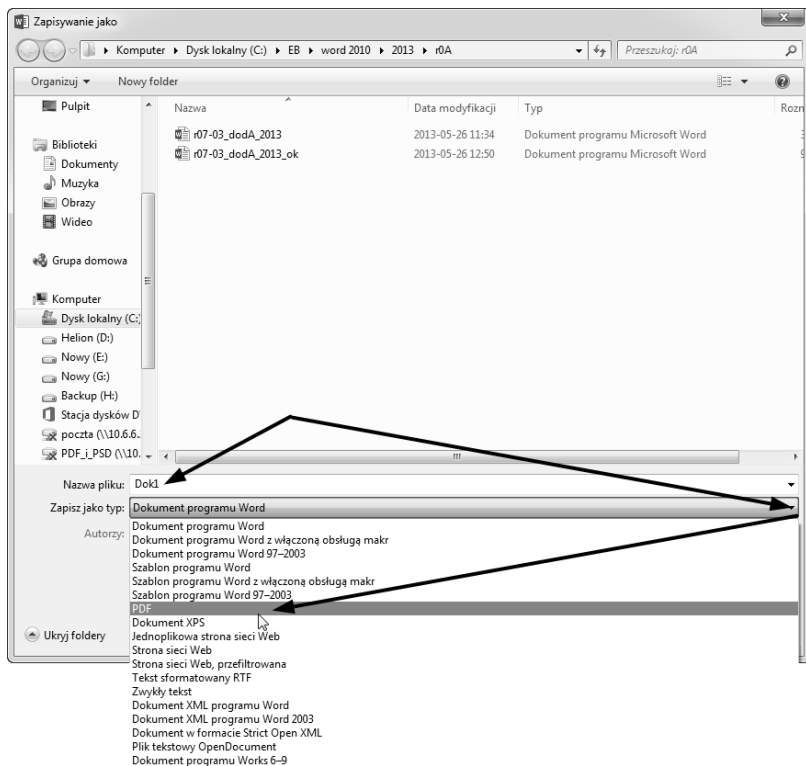 Zapisywanie jako
Komputer ▸ Dysk lokalny (C:) ▸ EB ▸ word 2010 ▸ 2013 ▸ r0A
Przeszukaj: r0A
Organizuj Nowy folder
Pulpit
Biblioteki
Dokumenty
Muzyka
Obrazy
Wideo
Grupa domowa
Komputer
Dysk lokalny (C:)
Helion (D:)
Nowy (E:)
Nowy (G:)
Backup (H:)
Stacja dysków D
poczta (\\10.6.6.
PDF_i_PSD (\\10.
Nazwa Data modyfikacji Typ Rozm
r07-03_dodA_2013 2013-05-26 11:34 Dokument programu Microsoft Word
r07-03_dodA_2013_ok 2013-05-26 12:50 Dokument programu Microsoft Word
Nazwa pliku: Dok1
Zapisz jako typ: Dokument programu Word
Autorzy:
Dokument programu Word
Dokument programu Word z włączoną obsługą makr
Dokument programu Word 97–2003
Szablon programu Word
Szablon programu Word z włączoną obsługą makr
Szablon programu Word 97–2003
PDF
Dokument XPS
Jednoplikowa strona sieci Web
Strona sieci Web
Strona sieci Web, przefiltrowana
Tekst sformatowany RTF
Zwykły tekst
Dokument XML programu Word
Dokument XML programu Word 2003
Dokument w formacie Strict Open XML
Plik tekstowy OpenDocument
Dokument programu Works 6–9
Ukryj foldery